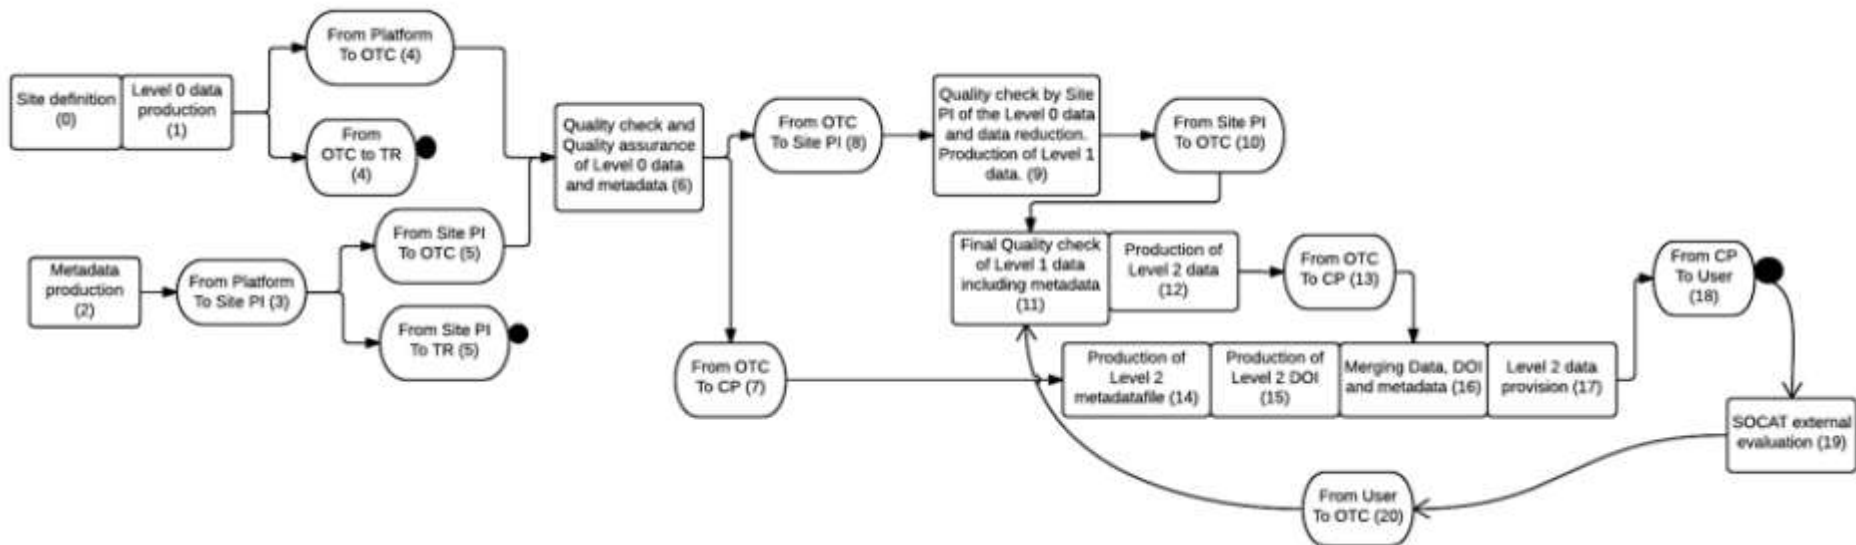 Site definition
(0)
Level 0 data
production
(1)
From Platform
To OTC (4)
From
OTC to TR
(4)
Metadata
production
(2)
From Platform
To Site PI (3)
From Site PI
To OTC (5)
From Site PI
To TR (5)
Quality check and
Quality assurance
of Level 0 data
and metadata (6)
From OTC
To Site PI (8)
Quality check by Site
PI of the Level 0 data
and data reduction.
Production of Level 1
data. (9)
From Site PI
To OTC (10)
Final Quality check
of Level 1 data
including metadata
(11)
Production of
Level 2 data
(12)
From OTC
To CP (13)
From OTC
To CP (7)
Production of
Level 2
metadatafile (14)
Production of
Level 2 DOI
(15)
Merging Data, DOI
and metadata (16)
Level 2 data
provision (17)
From CP
To User
(18)
SOCAT external
evaluation (19)
From User
To OTC (20)